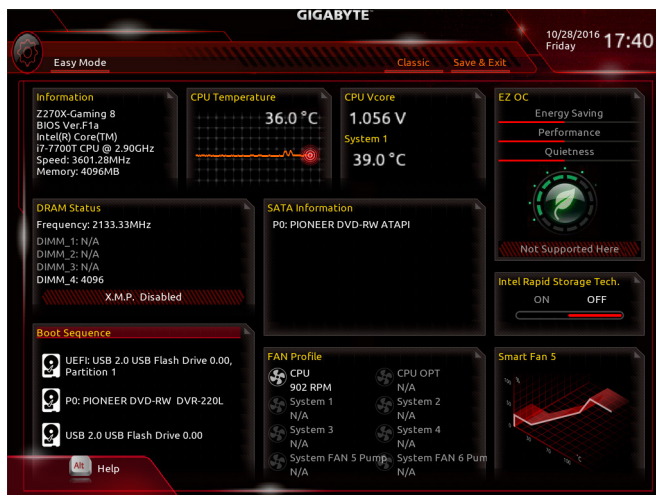 GIGABYTE™
10/28/2016
Friday
17:40
Easy Mode
Classic
Save & Exit
Information
Z270X-Gaming 8
BIOS Ver.F1a
Intel(R) Core(TM)
i7-7700T CPU @ 2.90GHz
Speed: 3601.28MHz
Memory: 4096MB
CPU Temperature
36.0 °C
CPU Vcore
1.056 V
System 1
39.0 °C
EZ OC
Energy Saving
Performance
Quietness
Not Supported Here
DRAM Status
Frequency: 2133.33MHz
DIMM_1: N/A
DIMM_2: N/A
DIMM_3: N/A
DIMM_4: 4096
X.M.P. Disabled
SATA Information
P0: PIONEER DVD-RW ATAPI
Intel Rapid Storage Tech.
ON OFF
Boot Sequence
UEFI: USB 2.0 USB Flash Drive 0.00,
Partition 1
P0: PIONEER DVD-RW DVR-220L
USB 2.0 USB Flash Drive 0.00
FAN Profile
CPU
902 RPM
CPU OPT
N/A
System 1
N/A
System 2
N/A
System 3
N/A
System 4
N/A
System FAN 5 Pump
N/A
System FAN 6 Pum
N/A
Smart Fan 5
100
°C
Alt Help